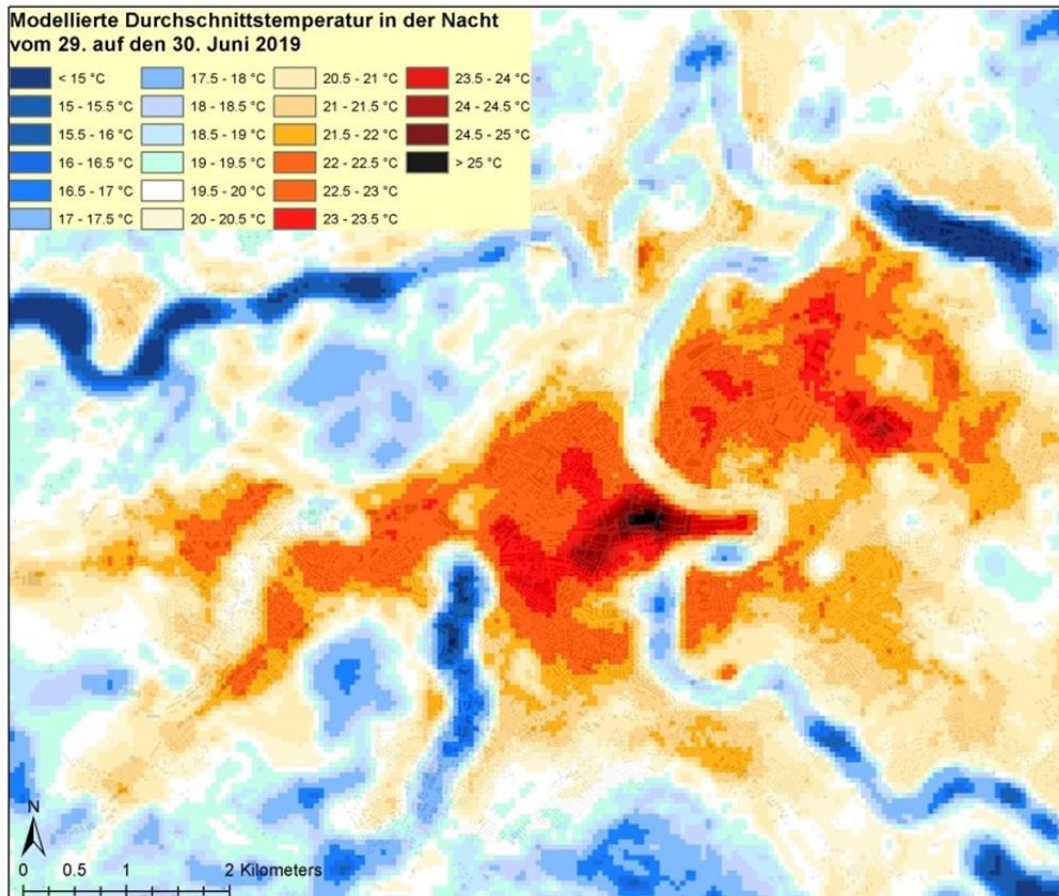 Modellierte Durchschnittstemperatur in der Nacht
vom 29. auf den 30. Juni 2019
< 15 °C
15 - 15.5 °C
15.5 - 16 °C
16 - 16.5 °C
16.5 - 17 °C
17 - 17.5 °C
17.5 - 18 °C
18 - 18.5 °C
18.5 - 19 °C
19 - 19.5 °C
19.5 - 20 °C
20 - 20.5 °C
20.5 - 21 °C
21 - 21.5 °C
21.5 - 22 °C
22 - 22.5 °C
22.5 - 23 °C
23 - 23.5 °C
23.5 - 24 °C
24 - 24.5 °C
24.5 - 25 °C
> 25 °C
N
0 0.5 1 2 Kilometers